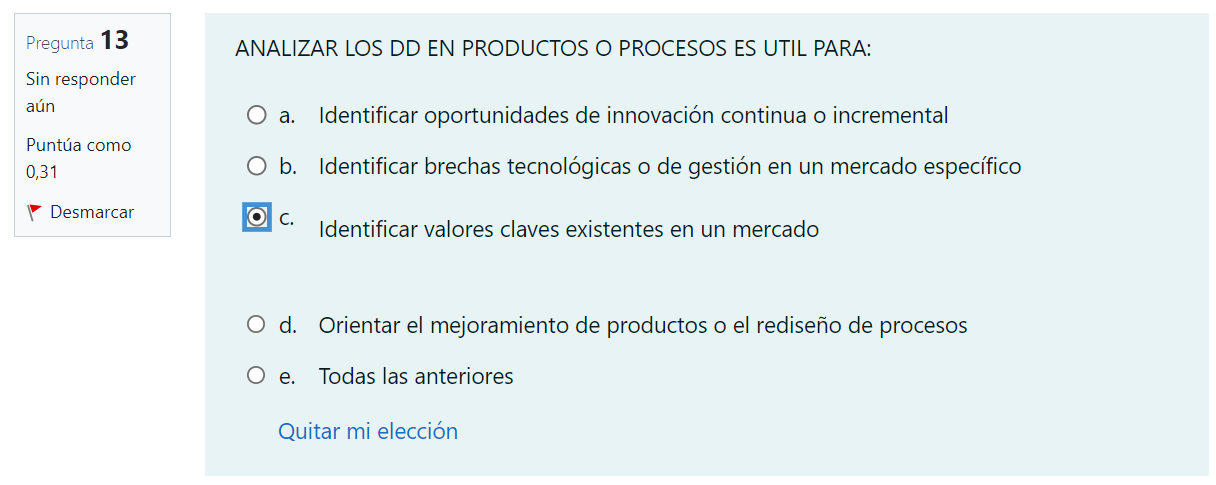 Pregunta 13
Sin responder
aún
Puntúa como
0,31
Desmarcar
ANALIZAR LOS DD EN PRODUCTOS O PROCESOS ES UTIL PARA:
a. Identificar oportunidades de innovación continua o incremental
b. Identificar brechas tecnológicas o de gestión en un mercado específico
c. Identificar valores claves existentes en un mercado
d. Orientar el mejoramiento de productos o el rediseño de procesos
e. Todas las anteriores
Quitar mi elección